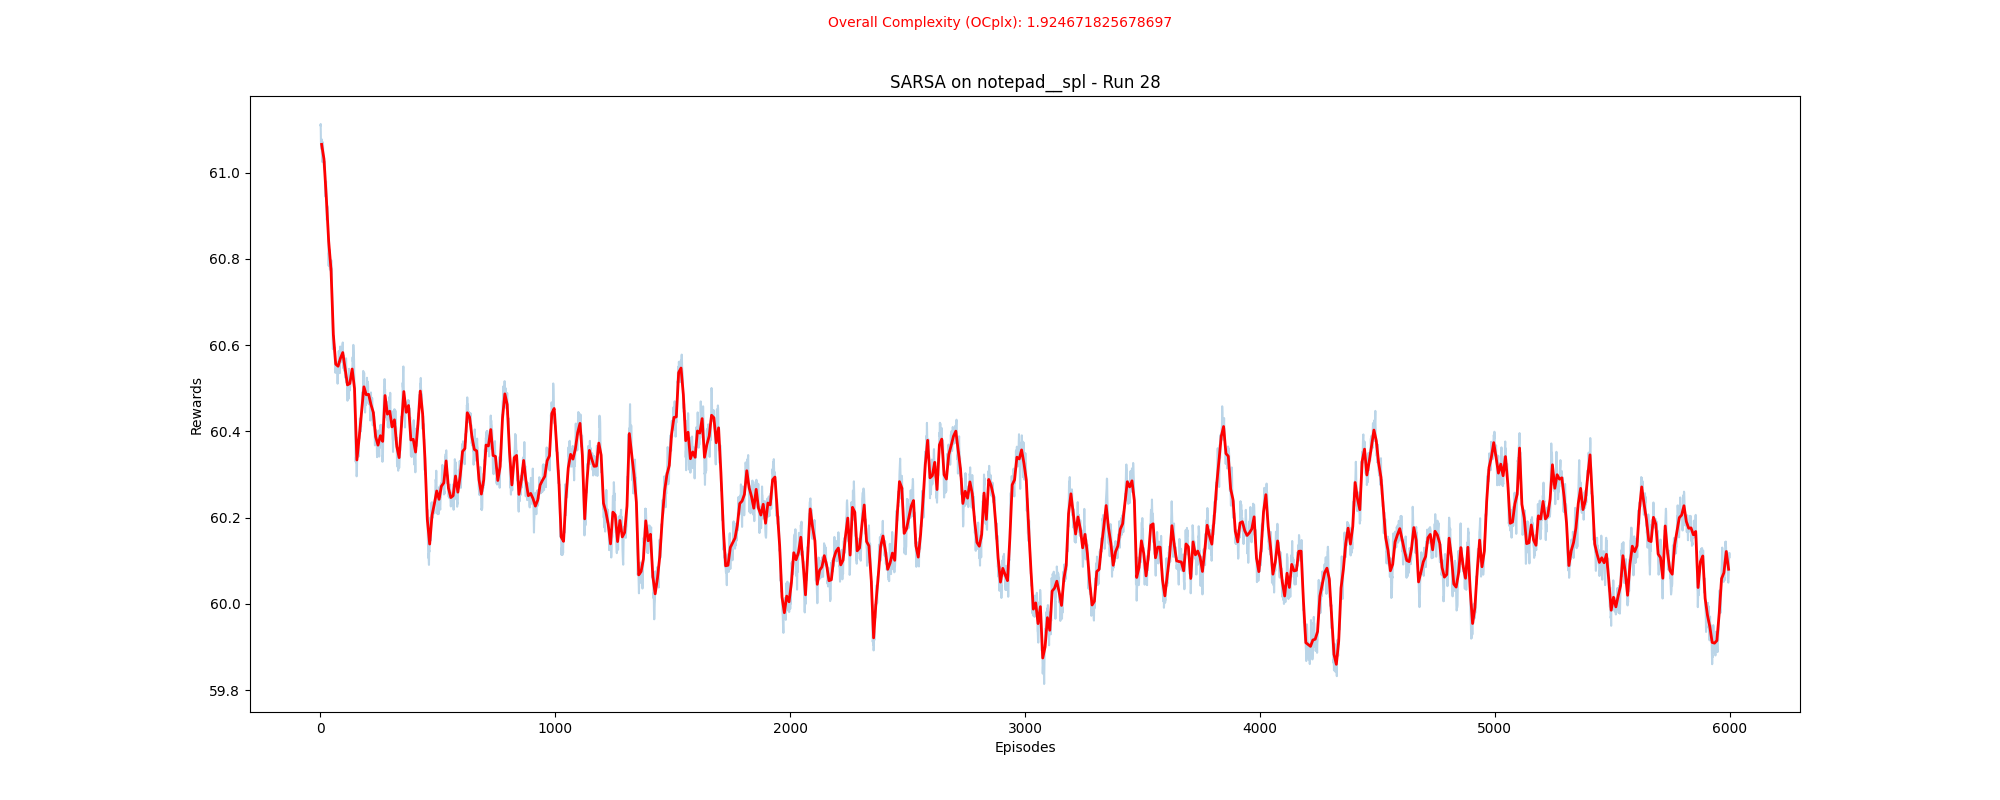 Overall Complexity (OCplx): 1.924671825678697
SARSA on notepad__spl - Run 28
61.0
60.8
60.6
60.4
60.2
60.0
59.8
Rewards
0 1000 2000 3000 4000 5000 6000
Episodes